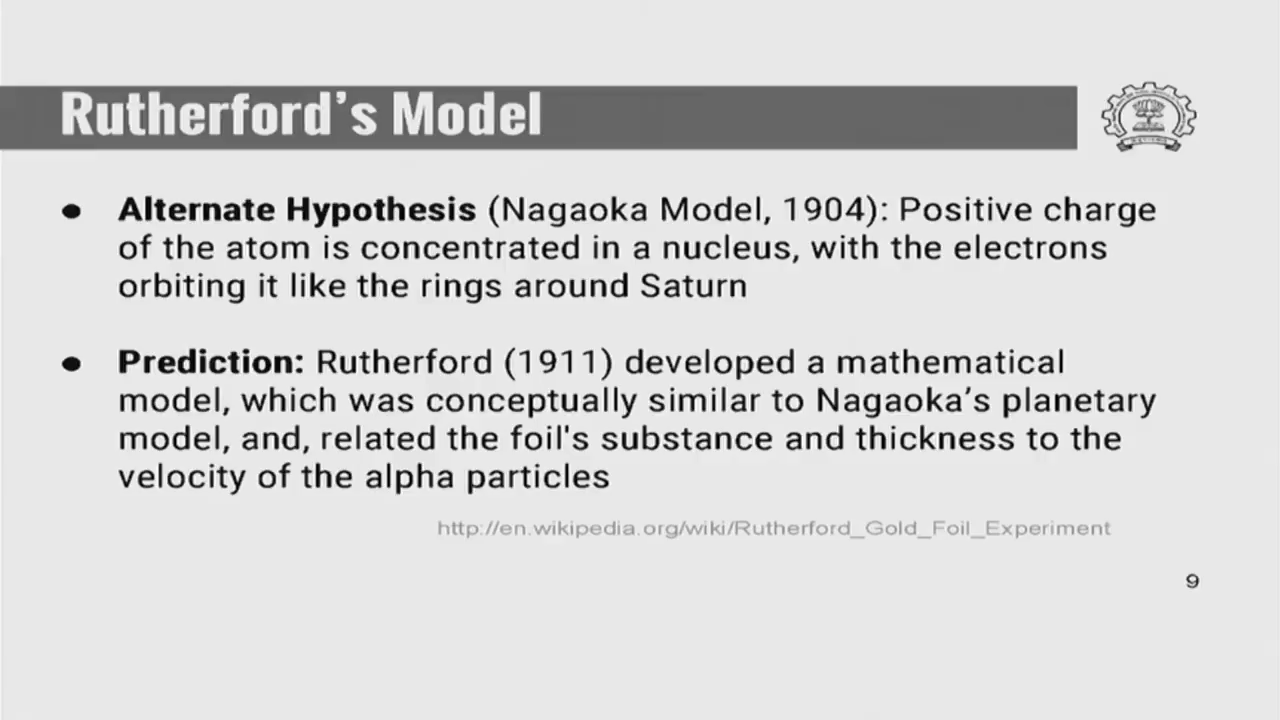 Rutherford's Model
● Alternate Hypothesis (Nagaoka Model, 1904): Positive charge
of the atom is concentrated in a nucleus, with the electrons
orbiting it like the rings around Saturn
● Prediction: Rutherford (1911) developed a mathematical
model, which was conceptually similar to Nagaoka's planetary
model, and, related the foil's substance and thickness to the
velocity of the alpha particles
http://en.wikipedia.org/wiki/Rutherford_Gold_Foil_Experiment
9